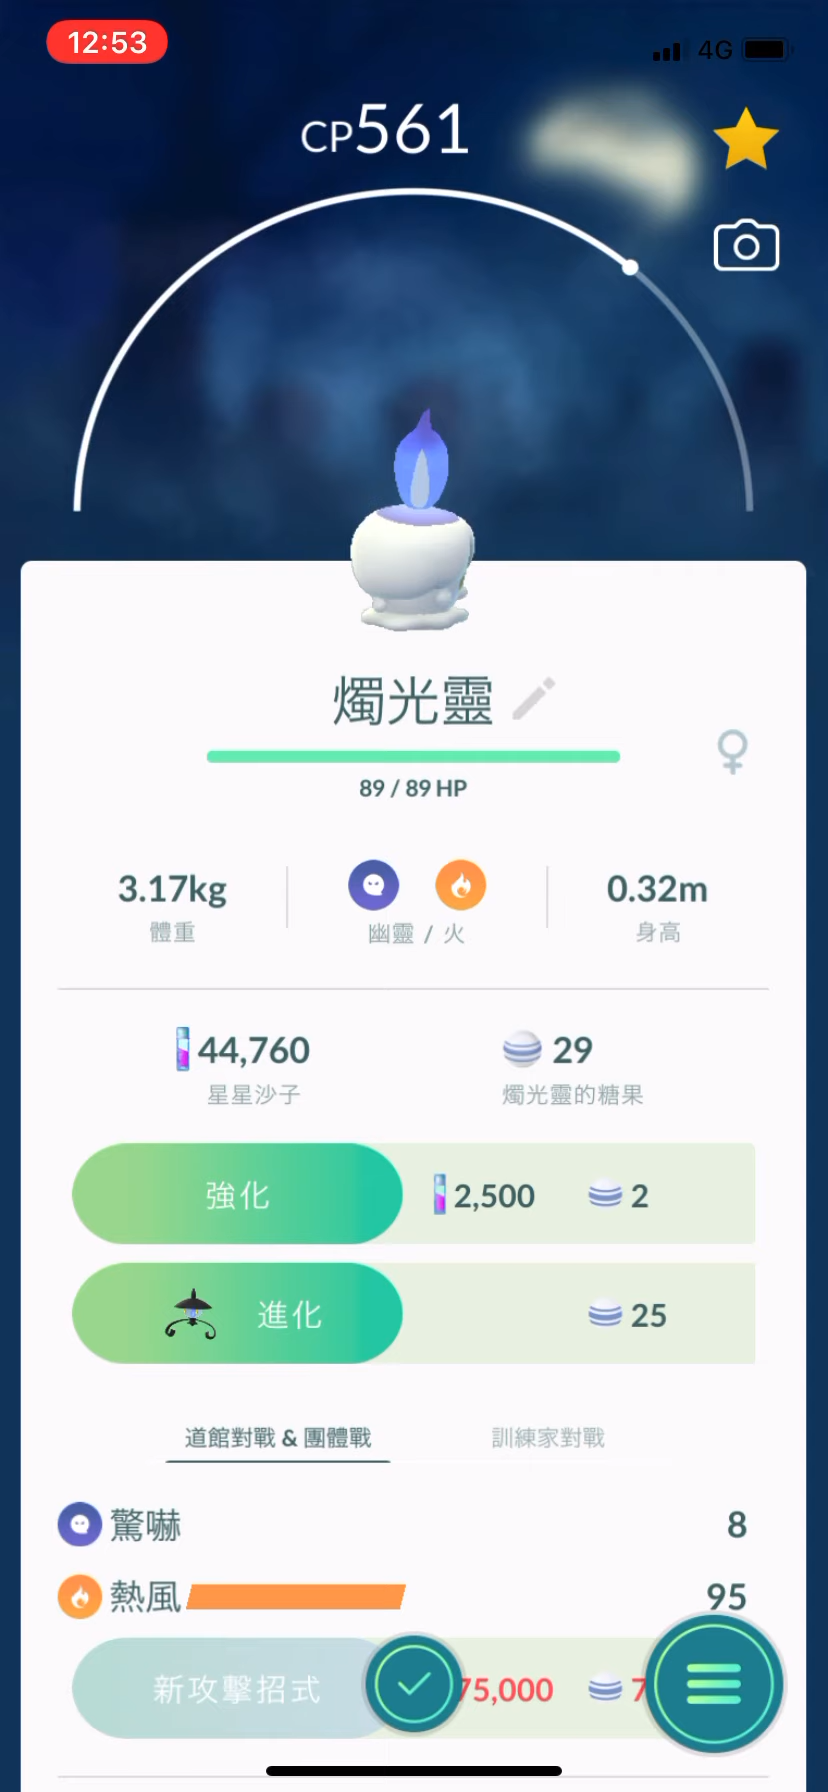 12:53
4G
CP561
燭光靈
89 / 89 HP
3.17kg
幽靈 / 火
0.32m
體重
身高
44,760
29
星星沙子
燭光靈的糖果
強化 2,500 2
進化 25
道館對戰 & 團體戰 訓練家對戰
驚嚇 8
熱風 95
新攻擊招式 75,000 7